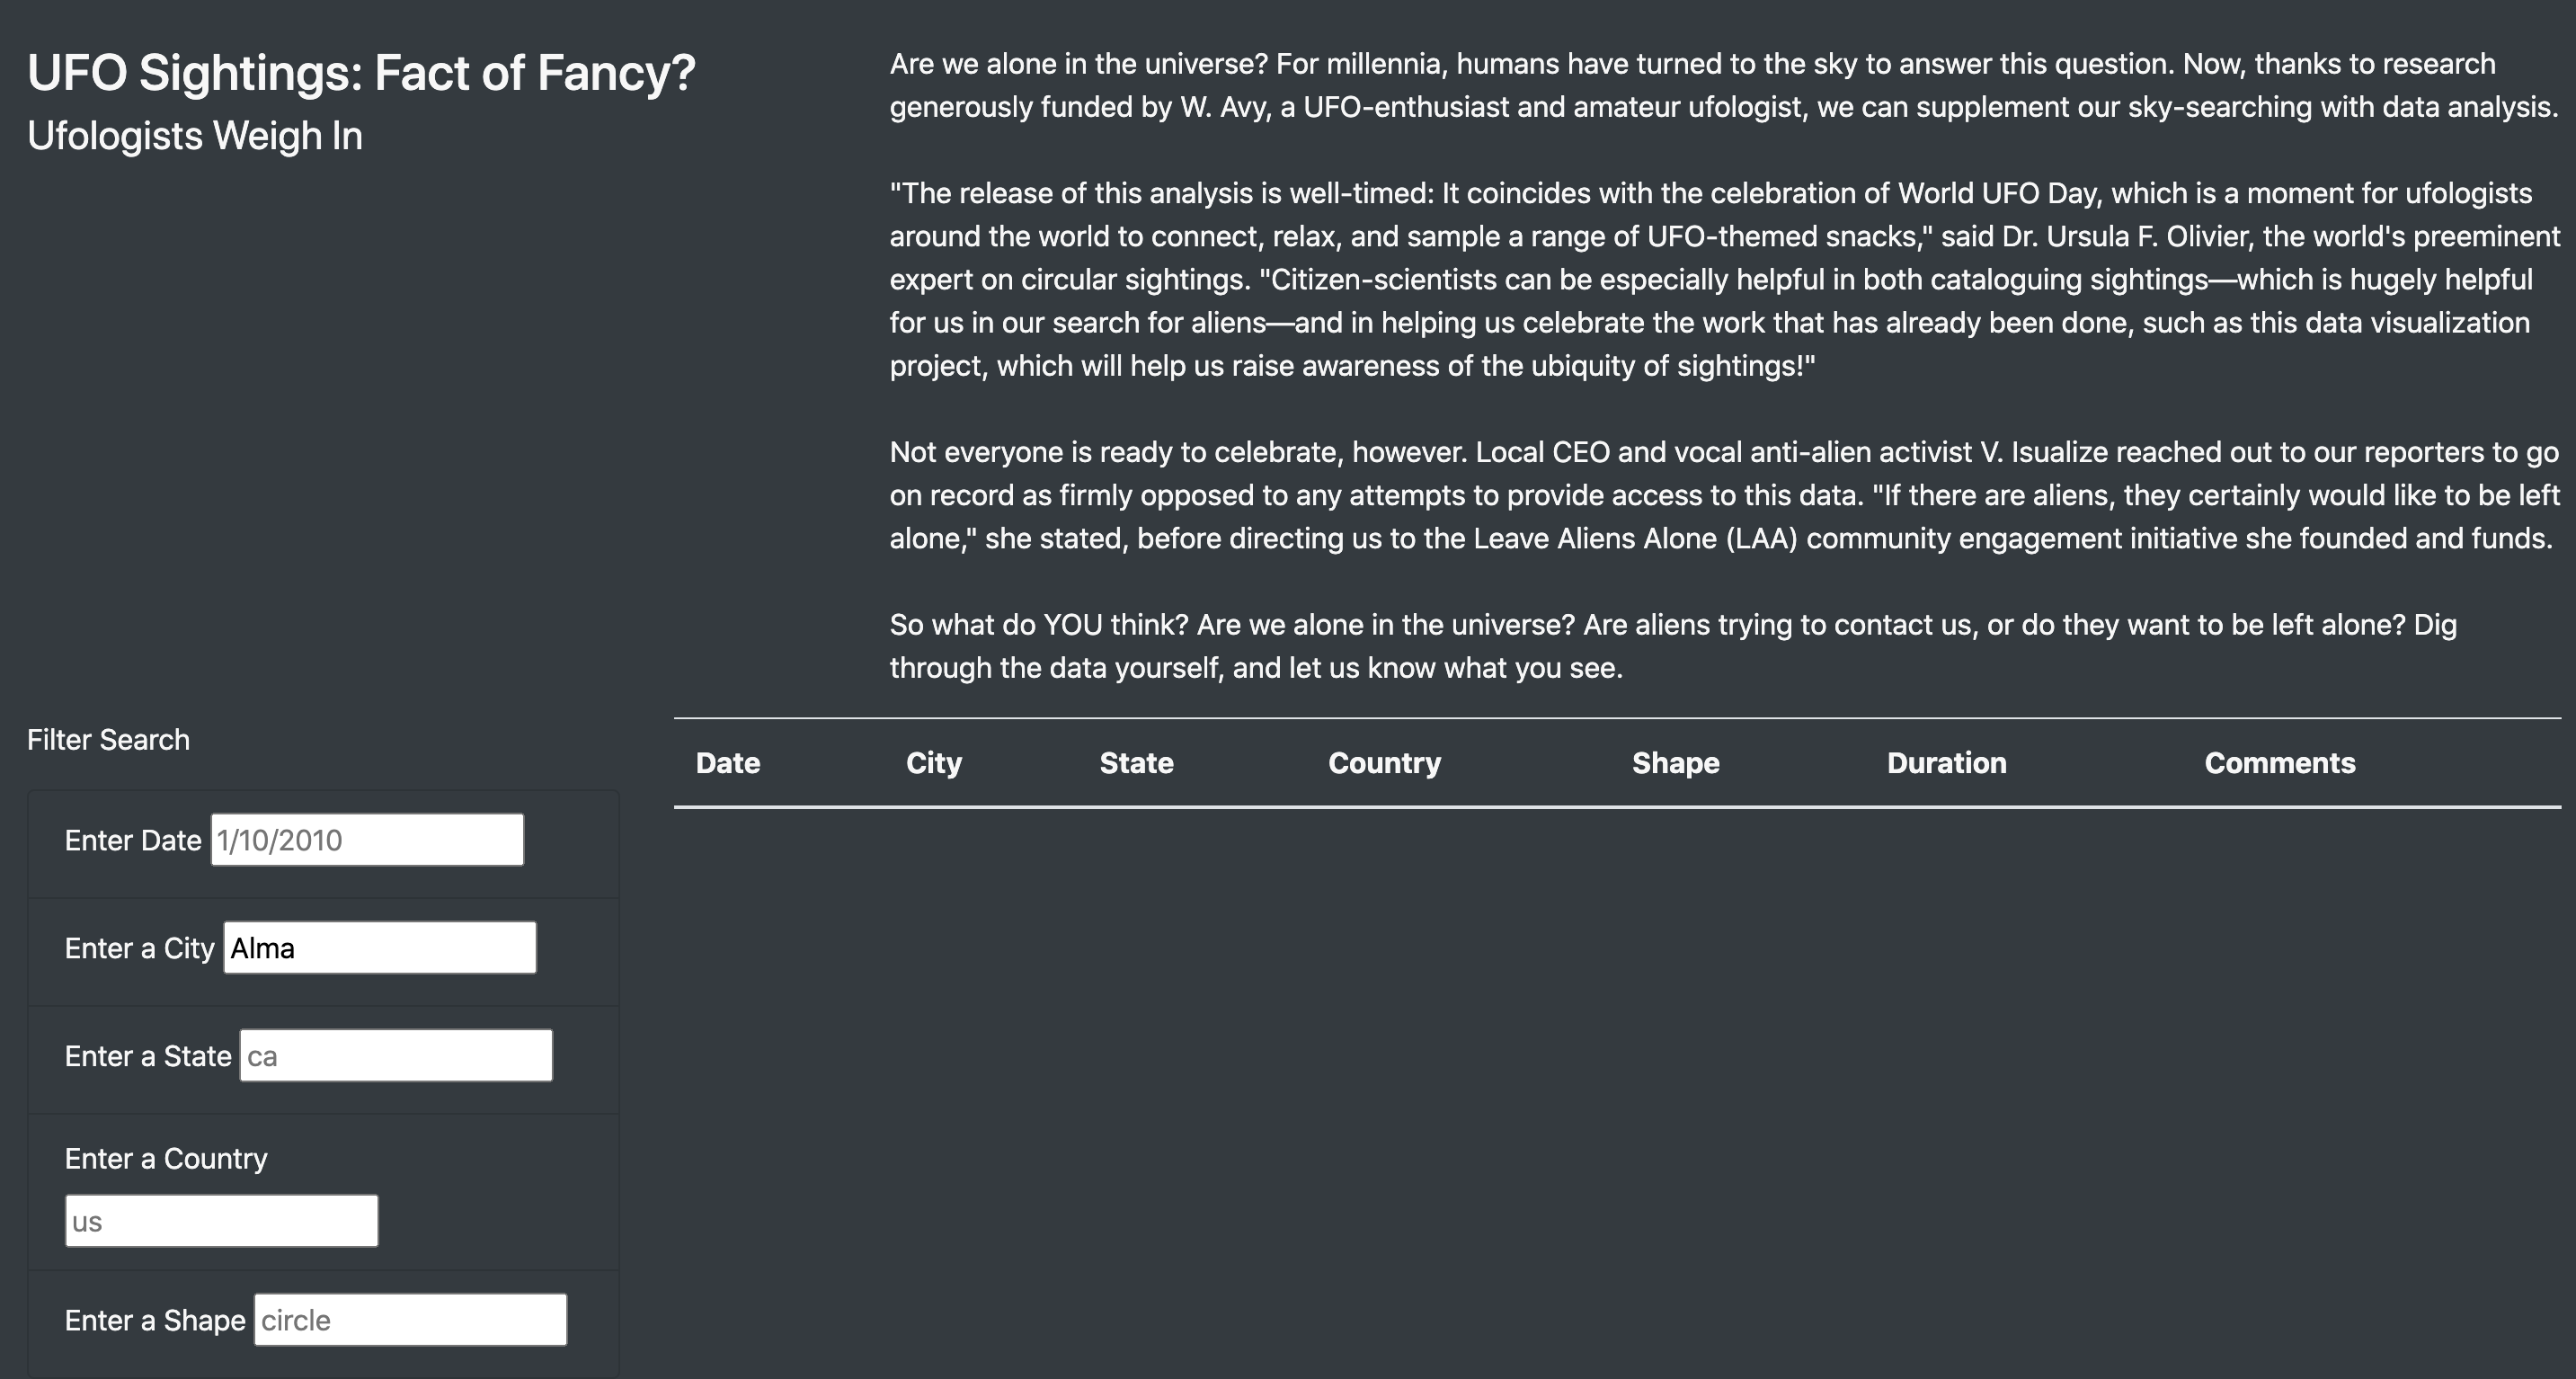 UFO Sightings: Fact of Fancy?
Ufologists Weigh In
Are we alone in the universe? For millennia, humans have turned to the sky to answer this question. Now, thanks to research
generously funded by W. Avy, a UFO-enthusiast and amateur ufologist, we can supplement our sky-searching with data analysis.
"The release of this analysis is well-timed: It coincides with the celebration of World UFO Day, which is a moment for ufologists
around the world to connect, relax, and sample a range of UFO-themed snacks," said Dr. Ursula F. Olivier, the world's preeminent
expert on circular sightings. "Citizen-scientists can be especially helpful in both cataloguing sightings—which is hugely helpful
for us in our search for aliens—and in helping us celebrate the work that has already been done, such as this data visualization
project, which will help us raise awareness of the ubiquity of sightings!"
Not everyone is ready to celebrate, however. Local CEO and vocal anti-alien activist V. Isualize reached out to our reporters to go
on record as firmly opposed to any attempts to provide access to this data. "If there are aliens, they certainly would like to be left
alone," she stated, before directing us to the Leave Aliens Alone (LAA) community engagement initiative she founded and funds.
So what do YOU think? Are we alone in the universe? Are aliens trying to contact us, or do they want to be left alone? Dig
through the data yourself, and let us know what you see.
Filter Search
Enter Date 1/10/2010
Enter a City Alma
Enter a State ca
Enter a Country
us
Enter a Shape circle
Date City State Country Shape Duration Comments